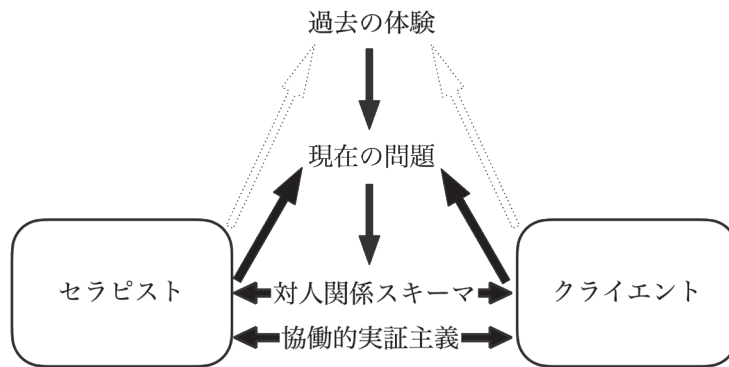 過去の体験
現在の問題
セラピスト
対人関係スキーマ
クライエント
協働的実証主義